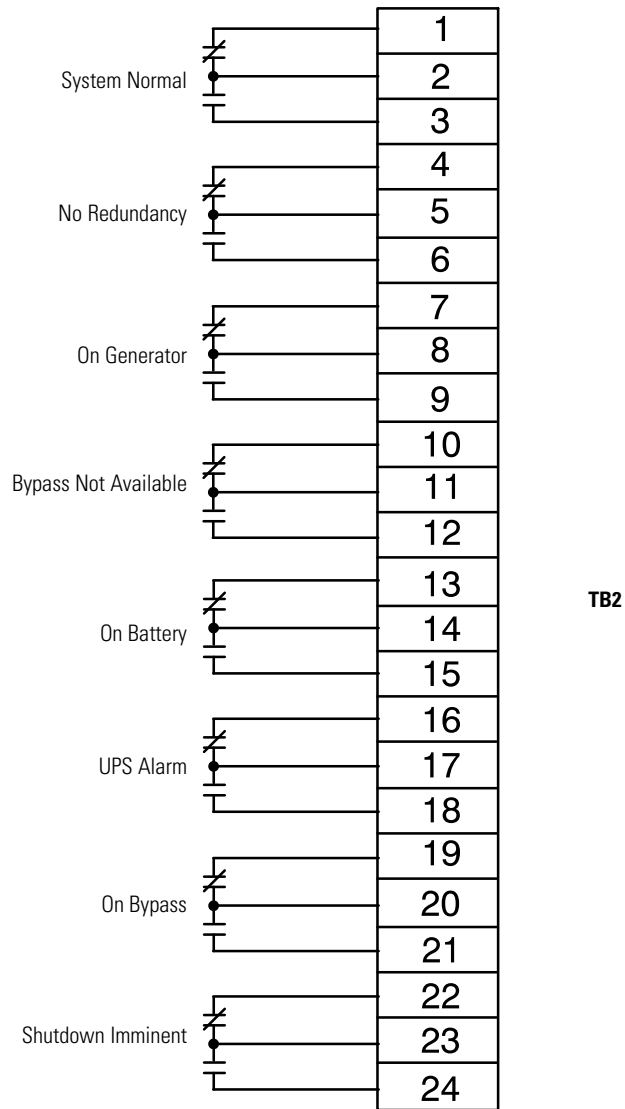 1
System Normal
2
3
4
No Redundancy
5
6
7
On Generator
8
9
10
Bypass Not Available
11
12
13
TB2
On Battery
14
15
16
UPS Alarm
17
18
19
On Bypass
20
21
22
Shutdown Imminent
23
24